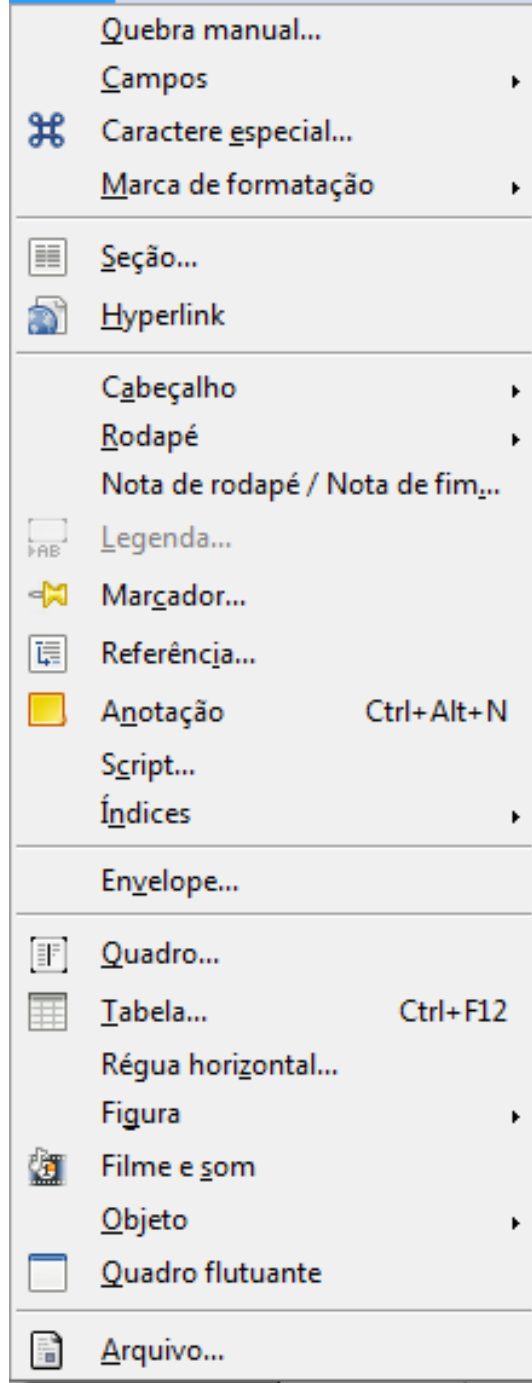 Quebra manual...
Campos
Caractere especial...
Marca de formatação
Seção...
Hyperlink
Cabeçalho
Rodapé
Nota de rodapé / Nota de fim...
AB Legenda...
Marcador...
Referência...
Anotação Ctrl+Alt+N
Script...
Índices
Envelope...
Quadro...
Tabela... Ctrl+F12
Régua horizontal...
Figura
Filme e som
Objeto
Quadro flutuante
Arquivo...